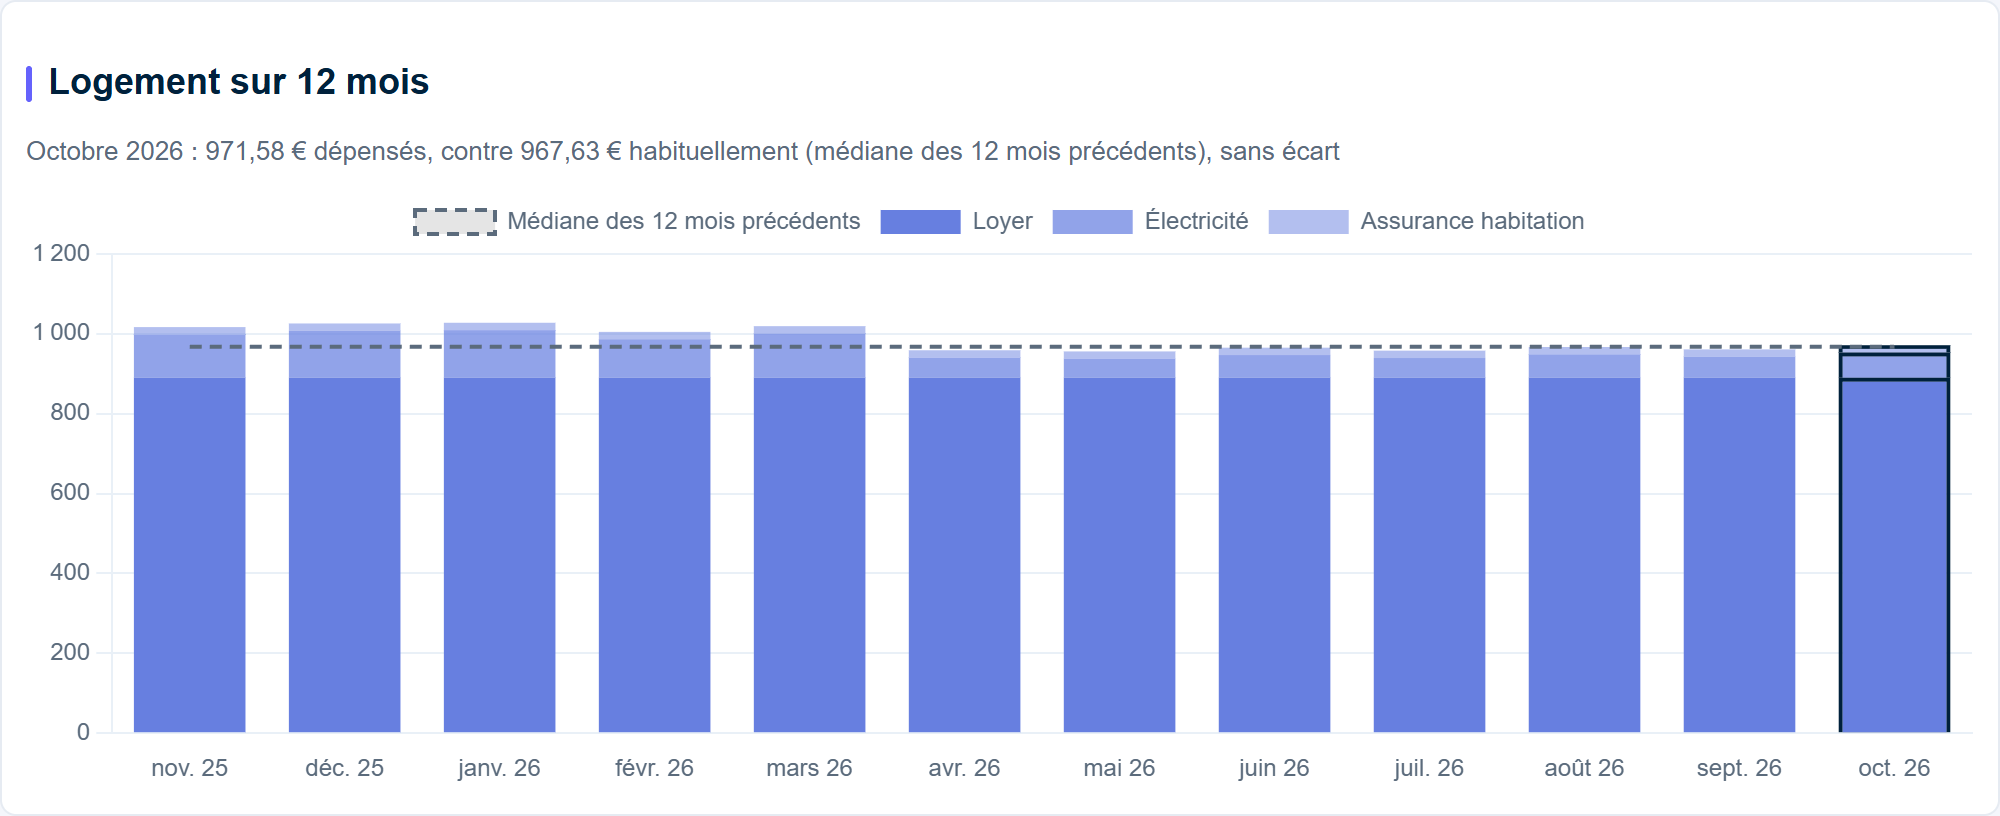 Logement sur 12 mois
Octobre 2026 : 971,58 € dépensés, contre 967,63 € habituellement (médiane des 12 mois précédents), sans écart
Médiane des 12 mois précédents Loyer Électricité Assurance habitation
1 200
1 000
800
600
400
200
0
nov. 25 déc. 25 janv. 26 févr. 26 mars 26 avr. 26 mai 26 juin 26 juil. 26 août 26 sept. 26 oct. 26